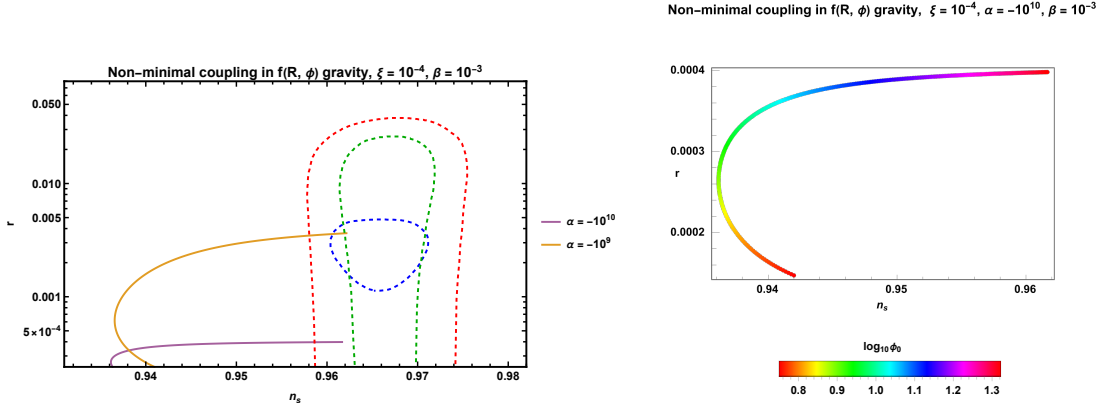 Non−minimal coupling in f(R, ϕ) gravity, ξ = 10⁻⁴, β = 10⁻³
0.050
0.010
0.005
0.001
5×10⁻⁴
r
0.94 0.95 0.96 0.97 0.98
nₛ
α = −10¹⁰
α = −10⁹
Non−minimal coupling in f(R, ϕ) gravity, ξ = 10⁻⁴, α = −10¹⁰, β = 10⁻³
0.0004
0.0003
r
0.0002
0.94 0.95 0.96
nₛ
log₁₀ϕ₀
0.8 0.9 1.0 1.1 1.2 1.3